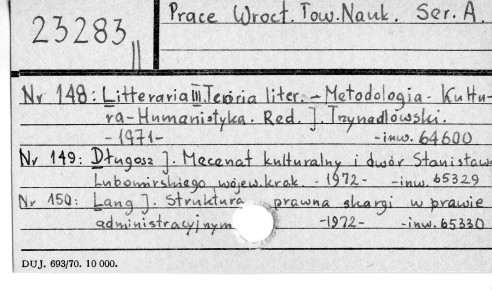 23283 II
Prace Wrocł. Tow. Nauk. Ser. A.
Nr 148: Litteraria III. Teoria liter. – Metodologia. Kultu-
ra-Humanistyka. Red. J. Trzynadlowski.
-1971- -inw. 64600
Nr 149: Długosz J. Mecenat kulturalny i dwór Stanisława
Lubomirskiego wojew. krak. -1972- -inw. 65329
Nr 150: Lang J. Struktura prawna skargi w prawie
administracyjnym -1972- -inw. 65330
DUJ. 693/70. 10 000.